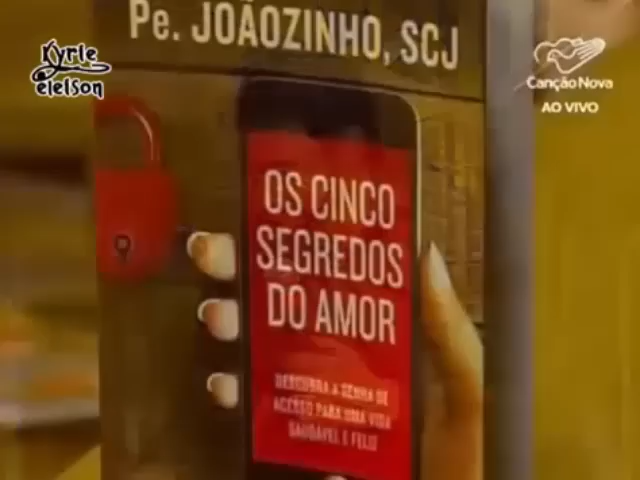 Pe. JOÃOZINHO, SCJ
Kyrie
eleison
Canção Nova
AO VIVO
OS CINCO
SEGREDOS
DO AMOR
DESCUBRA A SENHA DE
ACESSO PARA UMA VIDA
SAUDÁVEL E FELIZ